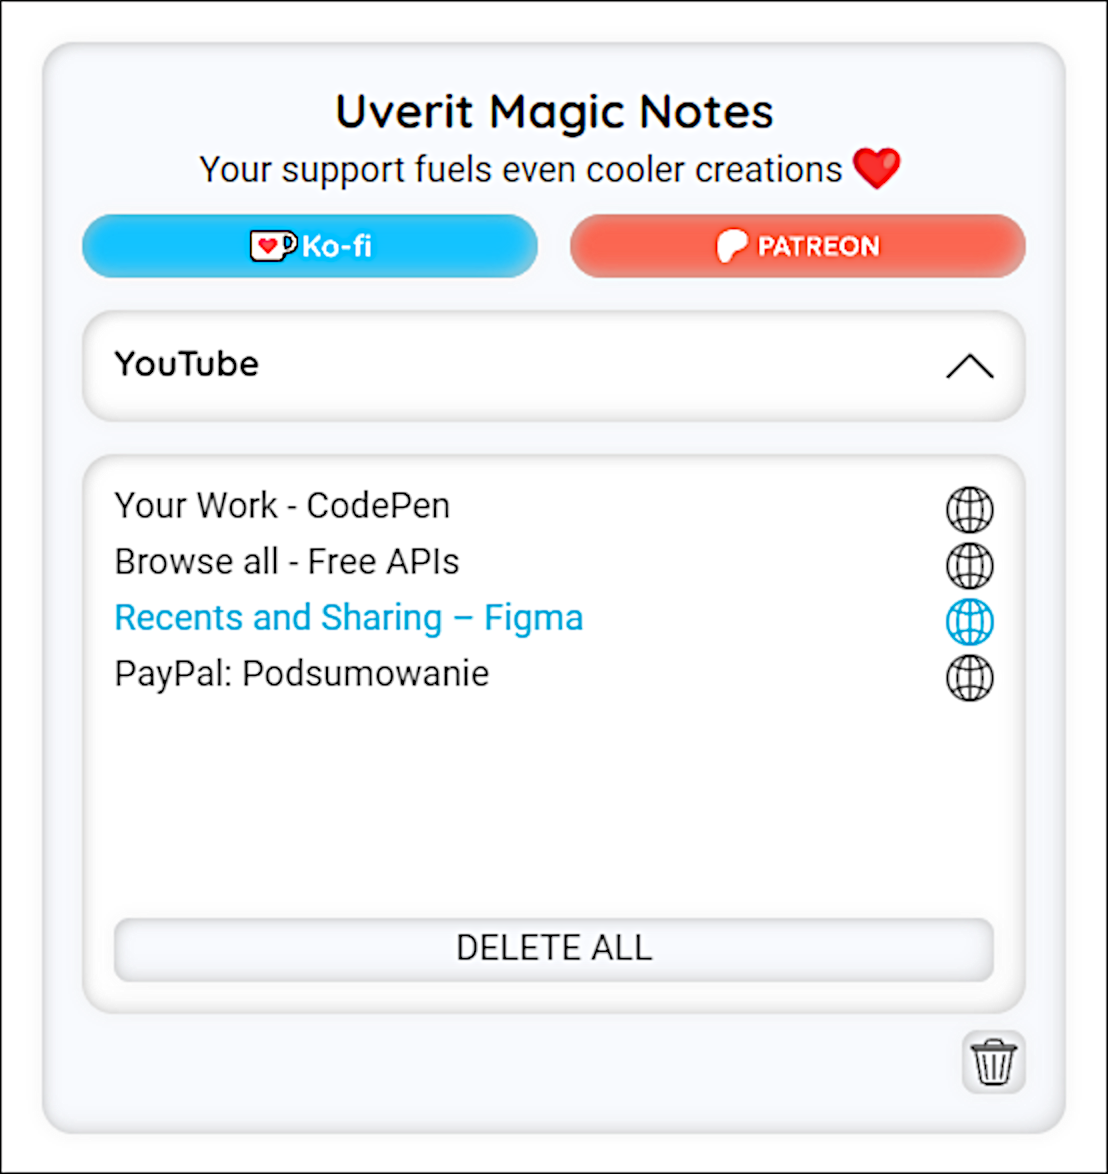 Uverit Magic Notes
Your support fuels even cooler creations ❤️
Ko-fi
PATREON
YouTube
Your Work - CodePen
Browse all - Free APIs
Recents and Sharing – Figma
PayPal: Podsumowanie
DELETE ALL